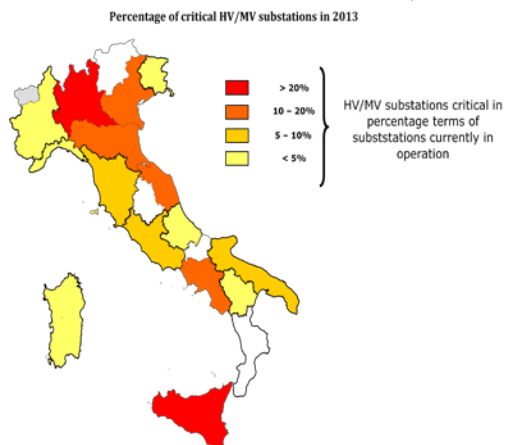 Percentage of critical HV/MV substations in 2013
> 20%
10 – 20%
5 – 10%
< 5%
HV/MV substations critical in
percentage terms of
subststations currently in
operation